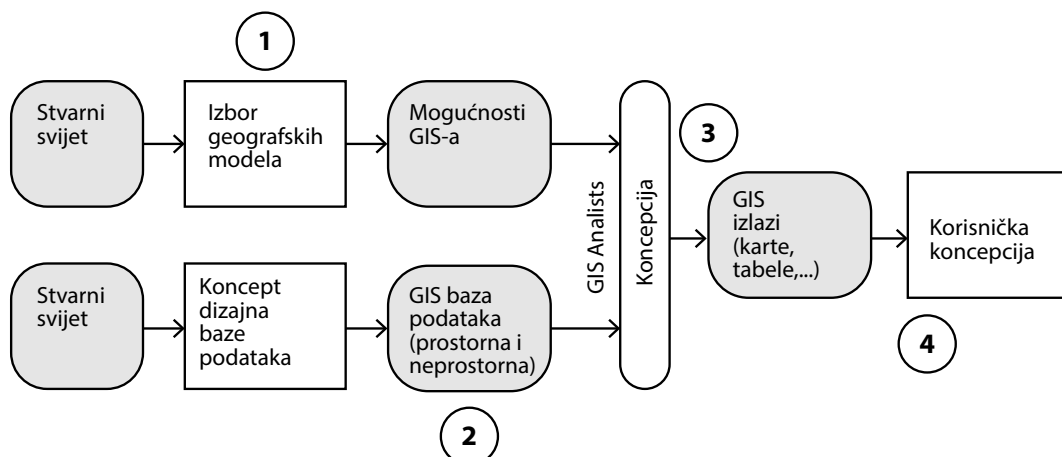 1
Stvarni
svijet
Izbor
geografskih
modela
Mogućnosti
GIS-a
3
GIS Analists
Koncepcija
GIS
izlazi
(karte,
tabele,...)
Korisnička
koncepcija
4
Stvarni
svijet
Koncept
dizajna
baze
podataka
GIS baza
podataka
(prostorna i
neprostorna)
2